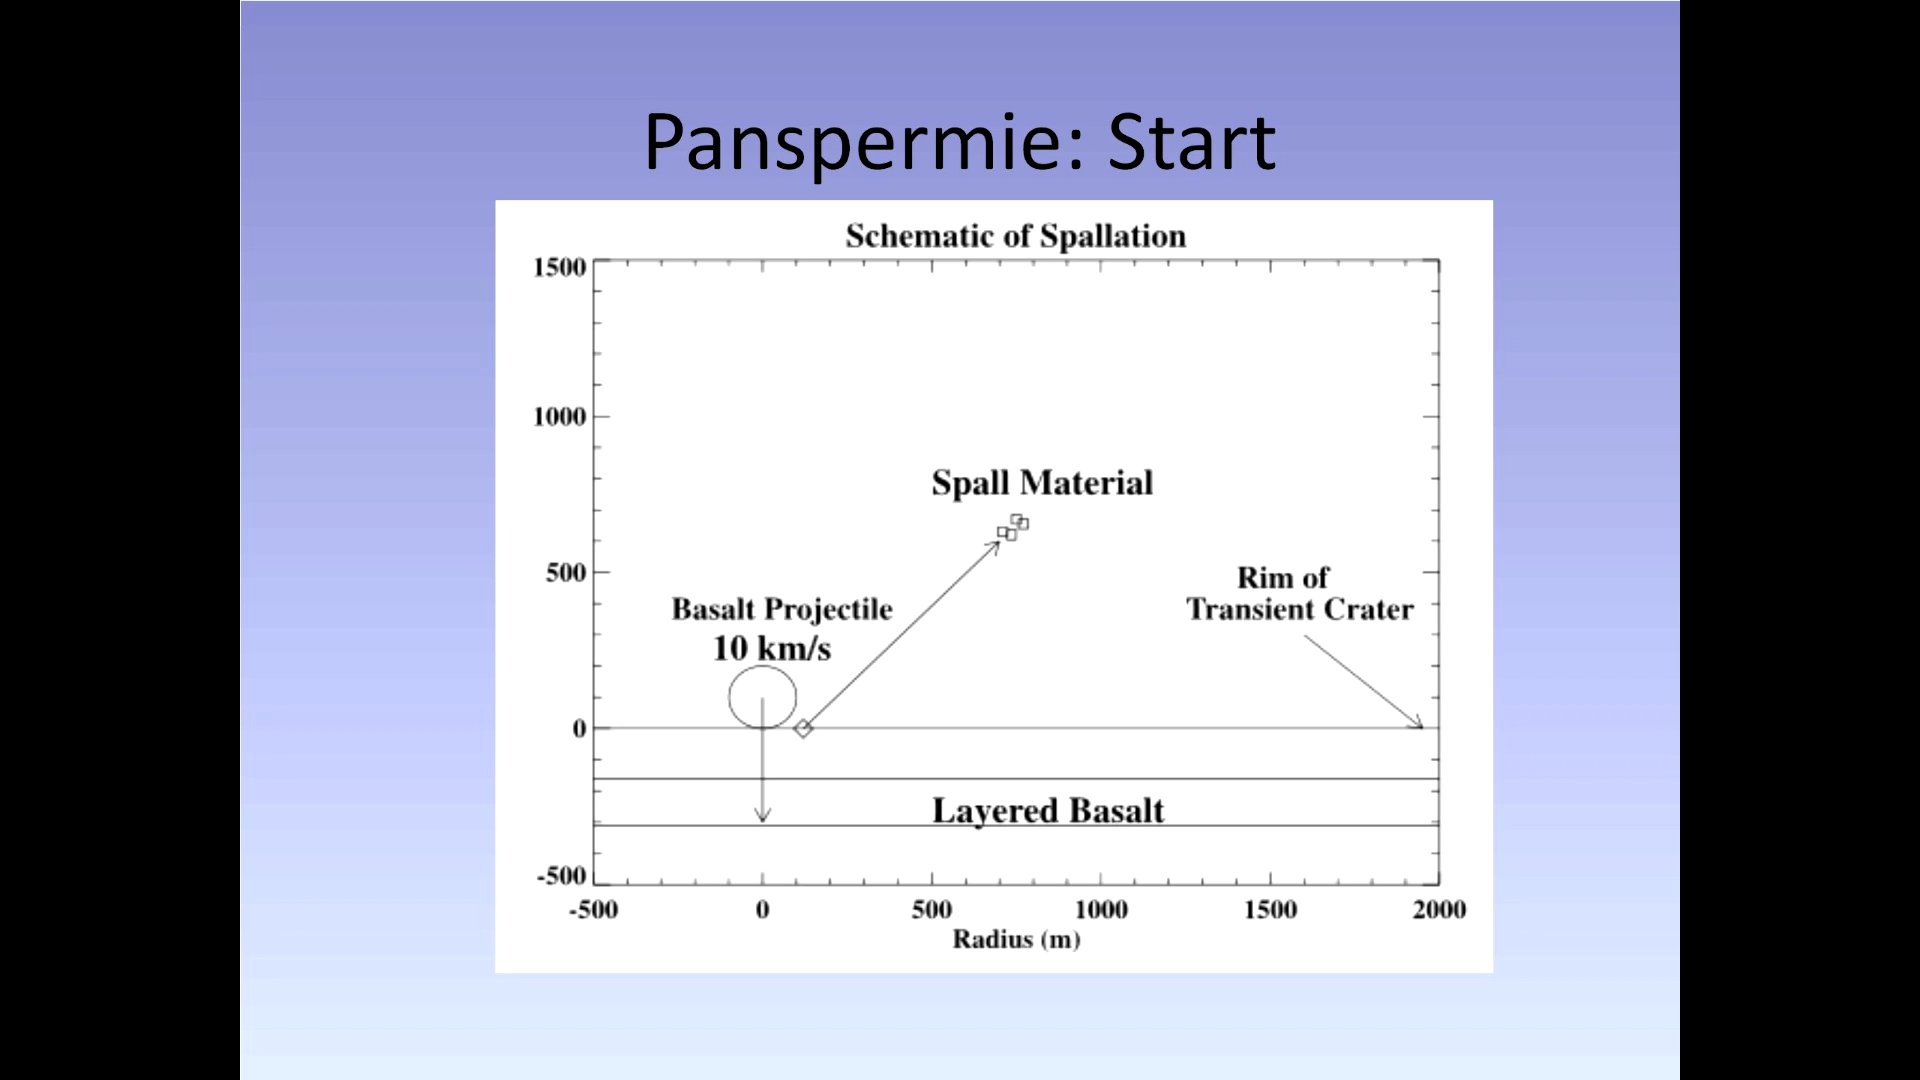 Panspermie: Start
Schematic of Spallation
1500
1000
Spall Material
500
Rim of
Transient Crater
Basalt Projectile
10 km/s
0
Layered Basalt
-500
-500 0 500 1000 1500 2000
Radius (m)